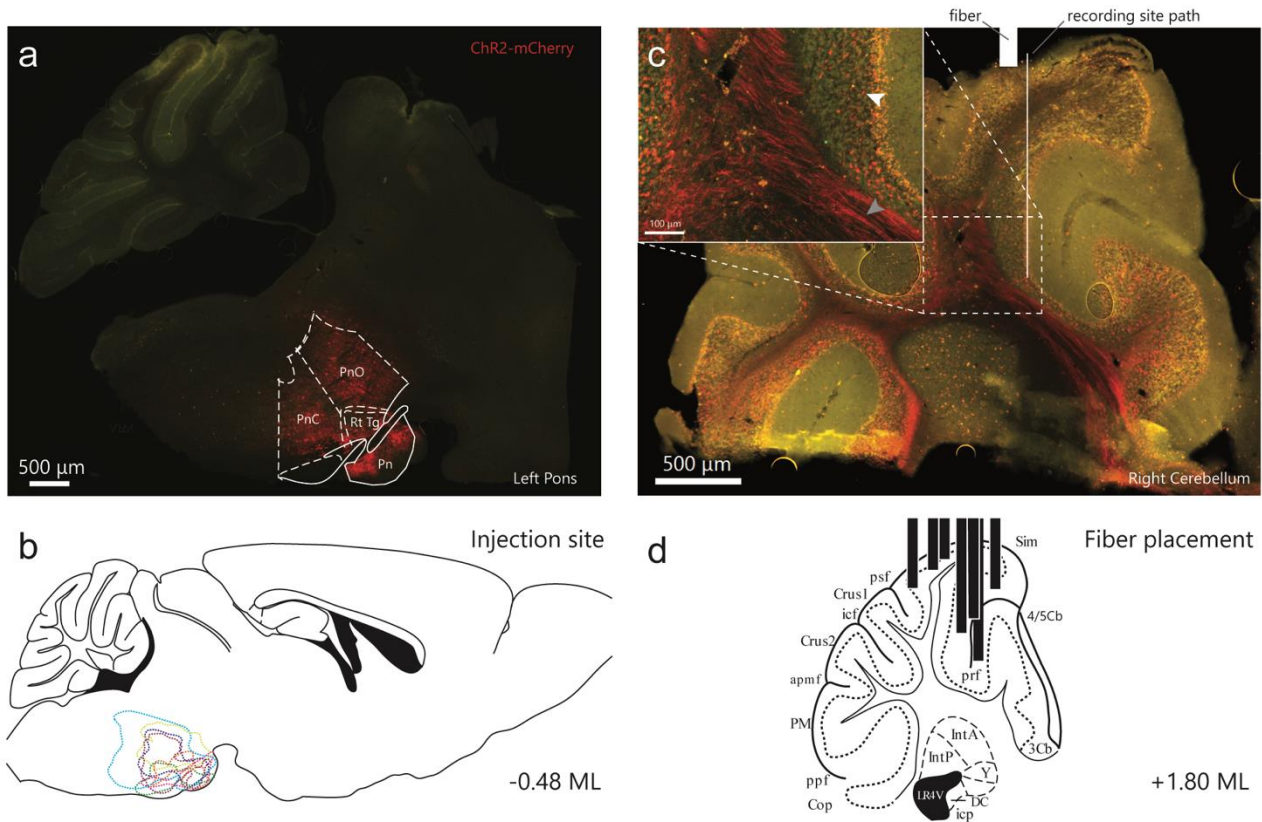 fiber
recording site path
a
ChR2-mCherry
PnO
PnC
Rt Tg
Pn
500 µm
Left Pons
c
100 µm
500 µm
Right Cerebellum
b
Injection site
-0.48 ML
d
Fiber placement
Sim
psf
Crus1
icf
4/5Cb
Crus2
apmf
prf
PM
IntA
3Cb
IntP
Y
ppf
LR4V
DC
Cop
icp
+1.80 ML